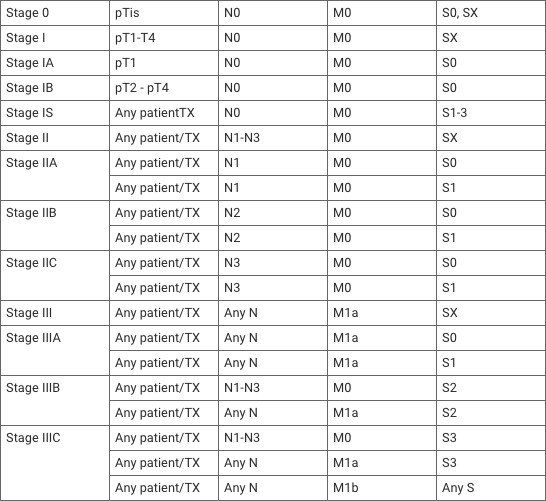 Stage 0 pTis N0 M0 S0, SX
Stage I pT1-T4 N0 M0 SX
Stage IA pT1 N0 M0 S0
Stage IB pT2 - pT4 N0 M0 S0
Stage IS Any patientTX N0 M0 S1-3
Stage II Any patient/TX N1-N3 M0 SX
Stage IIA Any patient/TX N1 M0 S0
Any patient/TX N1 M0 S1
Stage IIB Any patient/TX N2 M0 S0
Any patient/TX N2 M0 S1
Stage IIC Any patient/TX N3 M0 S0
Any patient/TX N3 M0 S1
Stage III Any patient/TX Any N M1a SX
Stage IIIA Any patient/TX Any N M1a S0
Any patient/TX Any N M1a S1
Stage IIIB Any patient/TX N1-N3 M0 S2
Any patient/TX Any N M1a S2
Stage IIIC Any patient/TX N1-N3 M0 S3
Any patient/TX Any N M1a S3
Any patient/TX Any N M1b Any S